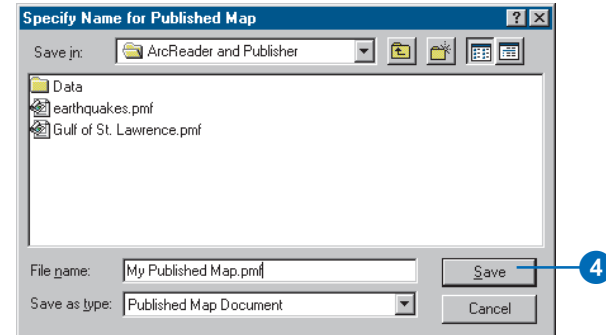 Specify Name for Published Map
Save in: ArcReader and Publisher
Data
earthquakes.pmf
Gulf of St. Lawrence.pmf
File name: My Published Map.pmf Save 4
Save as type: Published Map Document Cancel